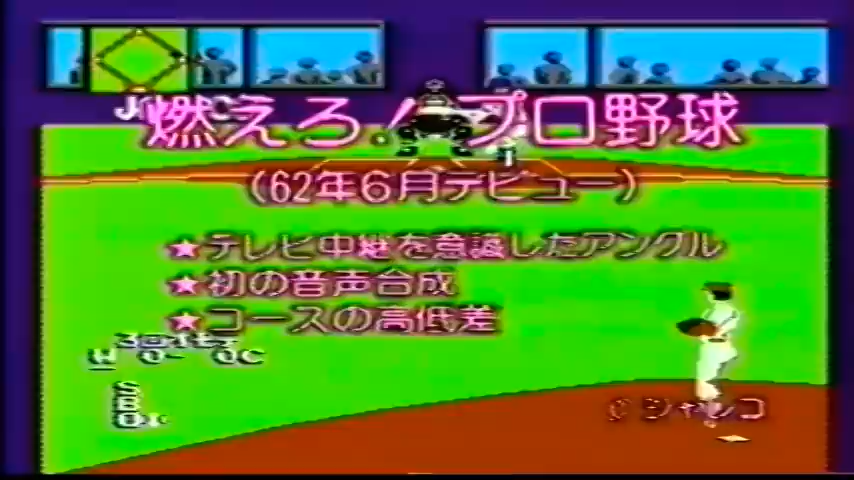 燃えろ!プロ野球
(62年6月デビュー)
★テレビ中継を意識したアングル
★初の音声合成
★コースの高低差
© ジャレコ